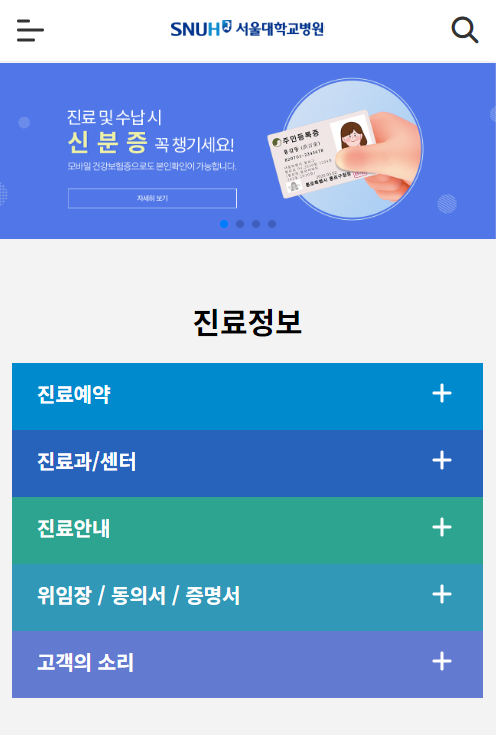 SNUH 서울대학교병원
진료 및 수납 시
신 분 증 꼭 챙기세요!
모바일 건강보험증으로도 본인확인이 가능합니다.
자세히 보기
주민등록증
진료정보
진료예약
진료과/센터
진료안내
위임장 / 동의서 / 증명서
고객의 소리